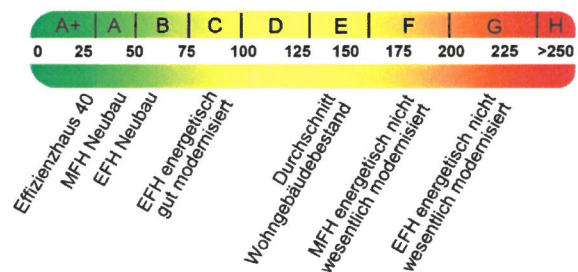 A+ A B C D E F G H
0 25 50 75 100 125 150 175 200 225 >250
Effizienzhaus 40
MFH Neubau
EFH Neubau
EFH energetisch
gut modernisiert
Durchschnitt
Wohngebäudebestand
MFH energetisch nicht
wesentlich modernisiert
EFH energetisch nicht
wesentlich modernisiert